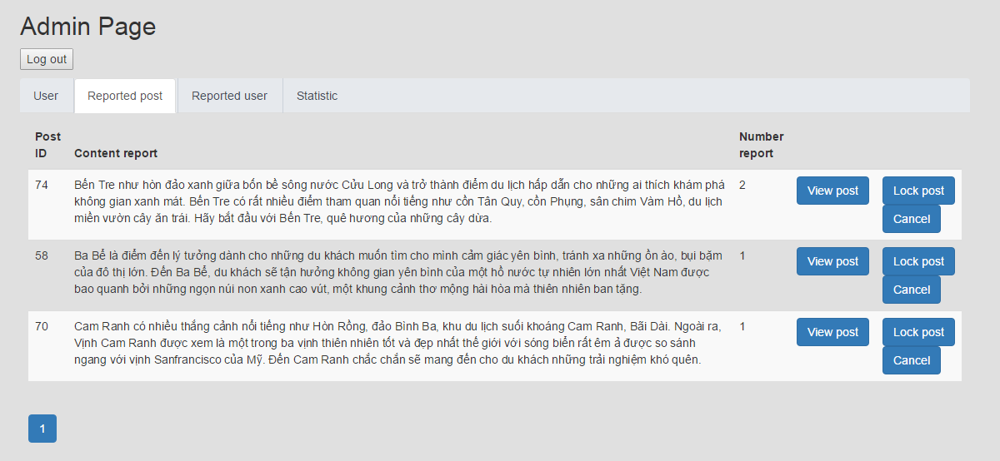 Admin Page
Log out
User Reported post Reported user Statistic
Post ID Content report Number report
74 Bến Tre như hòn đảo xanh giữa bốn bề sông nước Cửu Long và trở thành điểm du lịch hấp dẫn cho những ai thích khám phá 2 View post Lock post
không gian xanh mát. Bến Tre có rất nhiều điểm tham quan nổi tiếng như cồn Tân Quy, cồn Phụng, sân chim Vàm Hồ, du lịch
miền vườn cây ăn trái. Hãy bắt đầu với Bến Tre, quê hương của những cây dừa. Cancel
58 Ba Bể là điểm đến lý tưởng dành cho những du khách muốn tìm cho mình cảm giác yên bình, tránh xa những ồn ào, bụi bặm 1 View post Lock post
của đô thị lớn. Đến Ba Bể, du khách sẽ tận hưởng không gian yên bình của một hồ nước tự nhiên lớn nhất Việt Nam được
bao quanh bởi những ngọn núi non xanh cao vút, một khung cảnh thơ mộng hài hòa mà thiên nhiên ban tặng. Cancel
70 Cam Ranh có nhiều thắng cảnh nổi tiếng như Hòn Rồng, đảo Bình Ba, khu du lịch suối khoáng Cam Ranh, Bãi Dài. Ngoài ra, 1 View post Lock post
Vịnh Cam Ranh được xem là một trong ba vịnh thiên nhiên tốt và đẹp nhất thế giới với sóng biển rất êm ả được so sánh
ngang với vịnh Sanfrancisco của Mỹ. Đến Cam Ranh chắc chắn sẽ mang đến cho du khách những trải nghiệm khó quên. Cancel
1